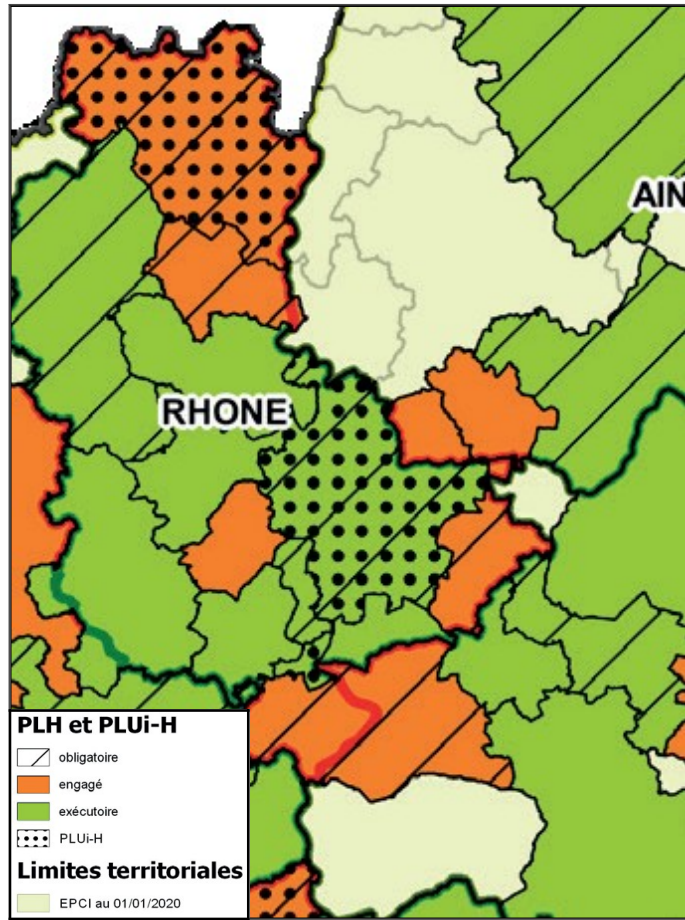 AIN
RHONE
PLH et PLUi-H
obligatoire
engagé
exécutoire
PLUi-H
Limites territoriales
EPCI au 01/01/2020